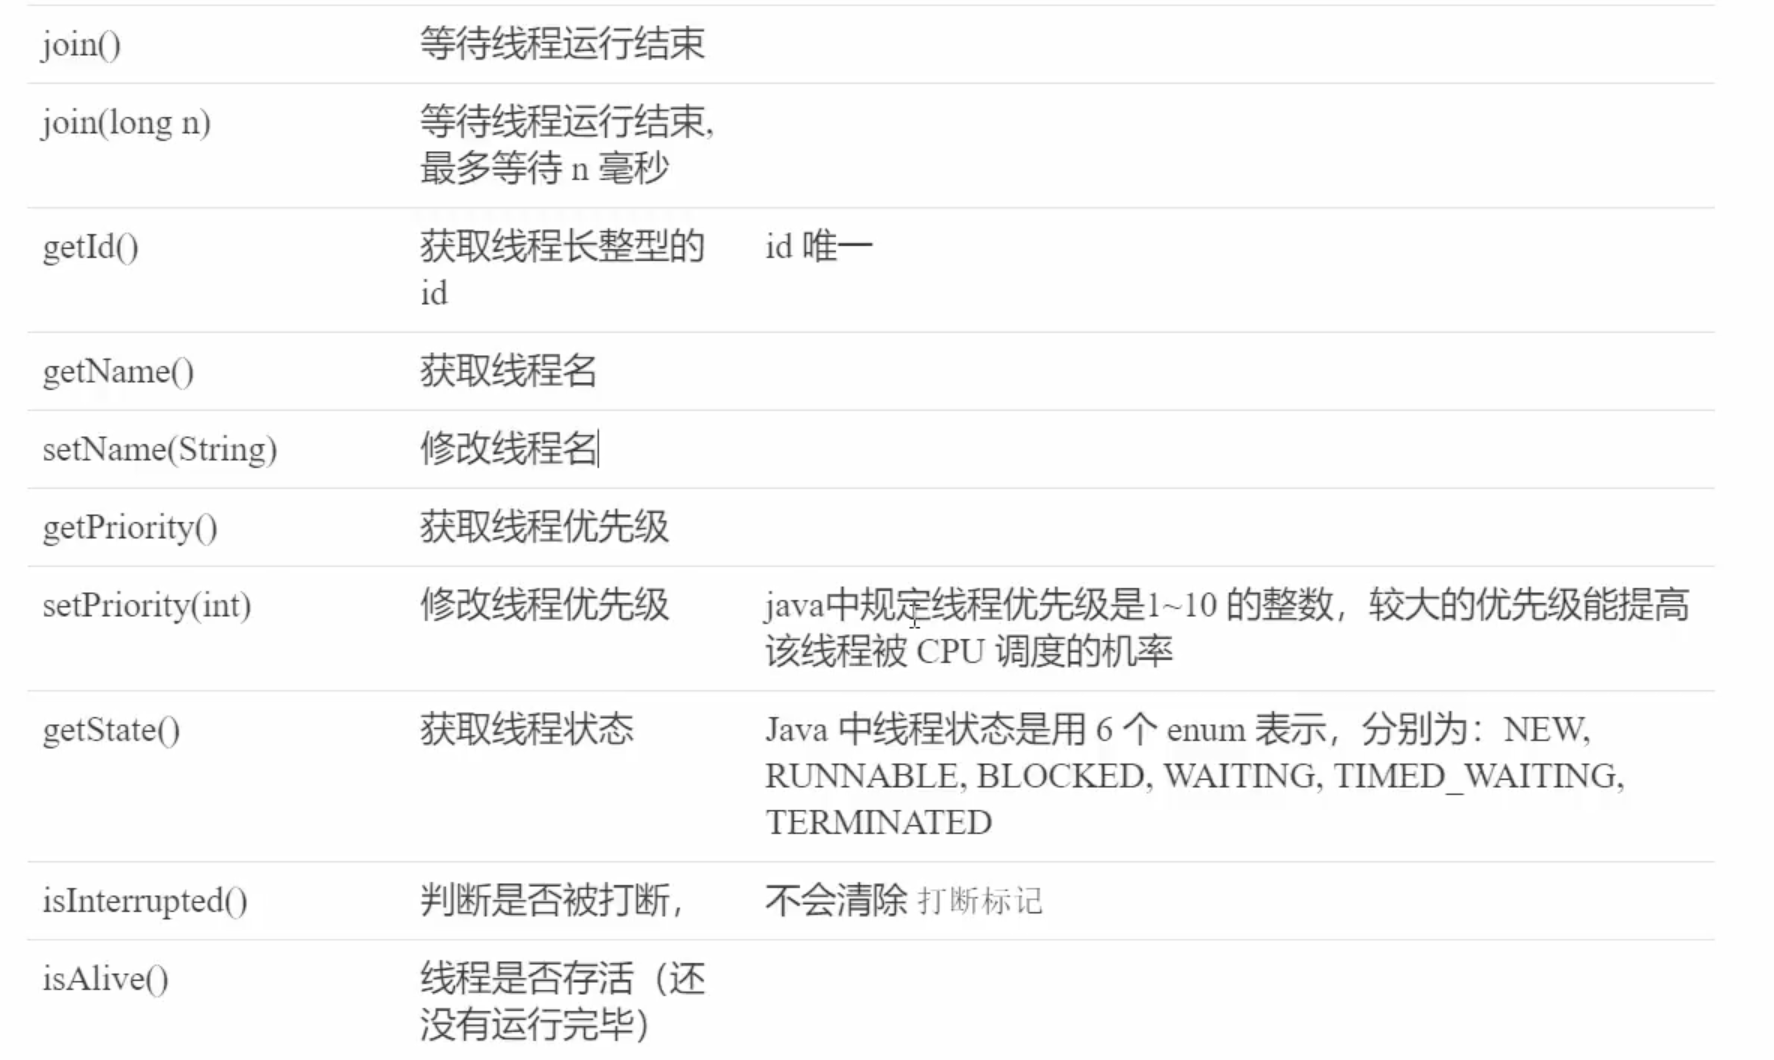 join() 等待线程运行结束
join(long n) 等待线程运行结束,
最多等待 n 毫秒
getId() 获取线程长整型的 id 唯一
id
getName() 获取线程名
setName(String) 修改线程名
getPriority() 获取线程优先级
setPriority(int) 修改线程优先级 java中规定线程优先级是1~10 的整数，较大的优先级能提高
该线程被 CPU 调度的机率
getState() 获取线程状态 Java 中线程状态是用 6 个 enum 表示，分别为：NEW,
RUNNABLE, BLOCKED, WAITING, TIMED_WAITING,
TERMINATED
isInterrupted() 判断是否被打断， 不会清除 打断标记
isAlive() 线程是否存活（还
没有运行完毕）